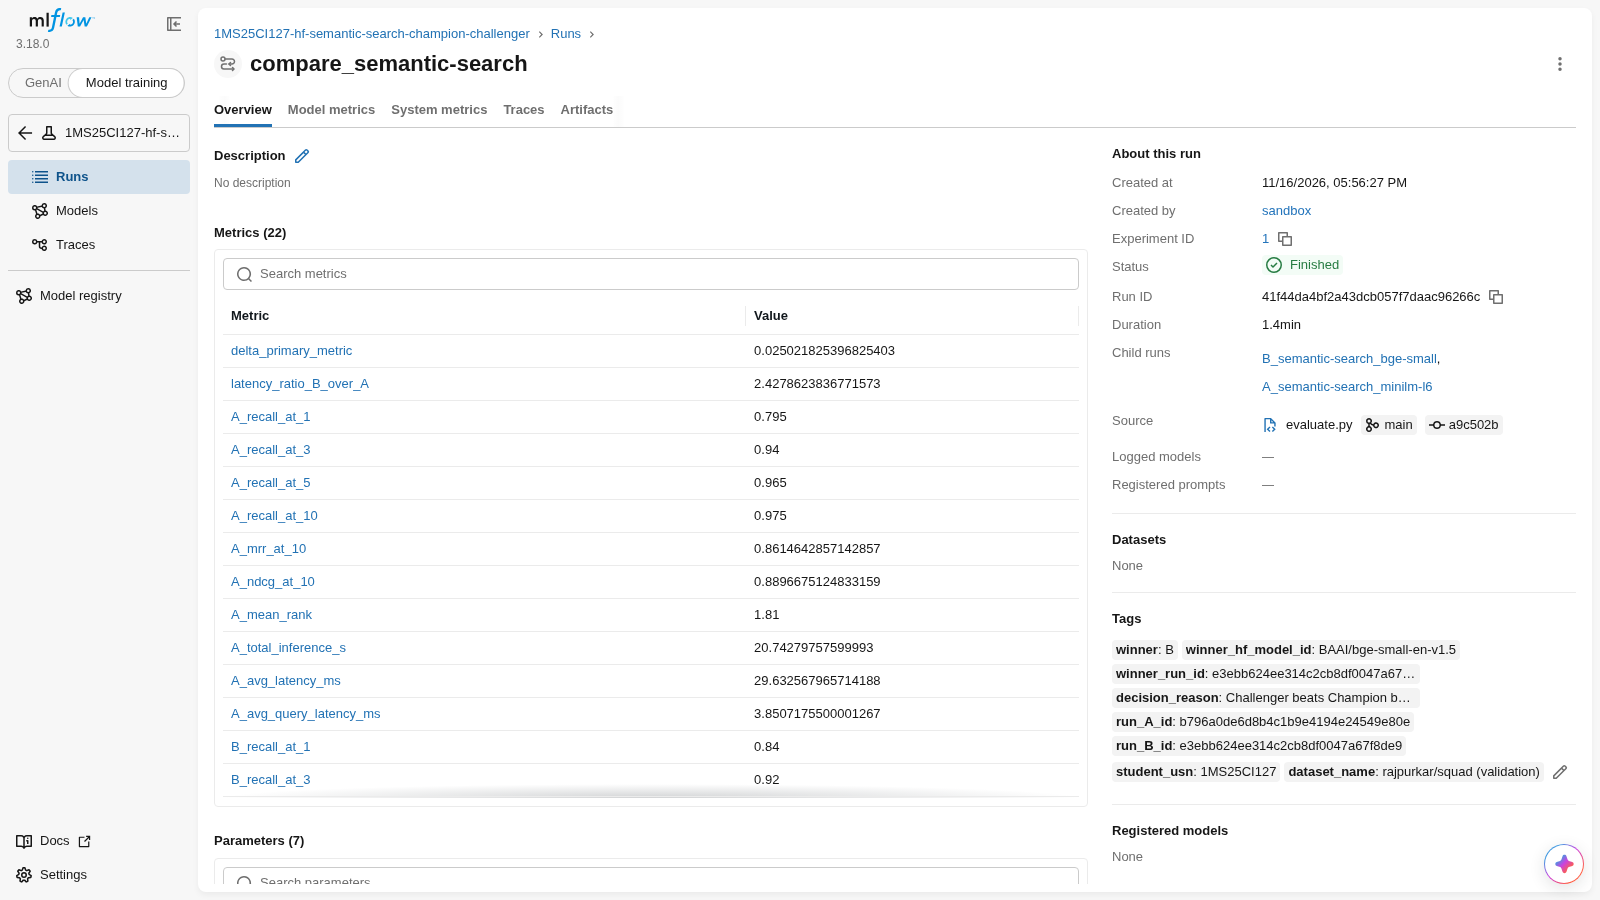 mlflow
3.18.0
GenAI Model training
1MS25CI127-hf-s...
Runs
Models
Traces
Model registry
Docs
Settings
1MS25CI127-hf-semantic-search-champion-challenger > Runs >
compare_semantic-search
Overview Model metrics System metrics Traces Artifacts
Description
No description
Metrics (22)
Search metrics
Metric Value
delta_primary_metric 0.025021825396825403
latency_ratio_B_over_A 2.4278623836771573
A_recall_at_1 0.795
A_recall_at_3 0.94
A_recall_at_5 0.965
A_recall_at_10 0.975
A_mrr_at_10 0.8614642857142857
A_ndcg_at_10 0.8896675124833159
A_mean_rank 1.81
A_total_inference_s 20.74279757599993
A_avg_latency_ms 29.632567965714188
A_avg_query_latency_ms 3.8507175500001267
B_recall_at_1 0.84
B_recall_at_3 0.92
Parameters (7)
Search parameters
About this run
Created at 11/16/2026, 05:56:27 PM
Created by sandbox
Experiment ID 1
Status Finished
Run ID 41f44da4bf2a43dcb057f7daac96266c
Duration 1.4min
Child runs B_semantic-search_bge-small,
A_semantic-search_minilm-l6
Source evaluate.py main a9c502b
Logged models —
Registered prompts —
Datasets
None
Tags
winner: B winner_hf_model_id: BAAI/bge-small-en-v1.5
winner_run_id: e3ebb624ee314c2cb8df0047a67...
decision_reason: Challenger beats Champion b...
run_A_id: b796a0de6d8b4c1b9e4194e24549e80e
run_B_id: e3ebb624ee314c2cb8df0047a67f8de9
student_usn: 1MS25CI127 dataset_name: rajpurkar/squad (validation)
Registered models
None